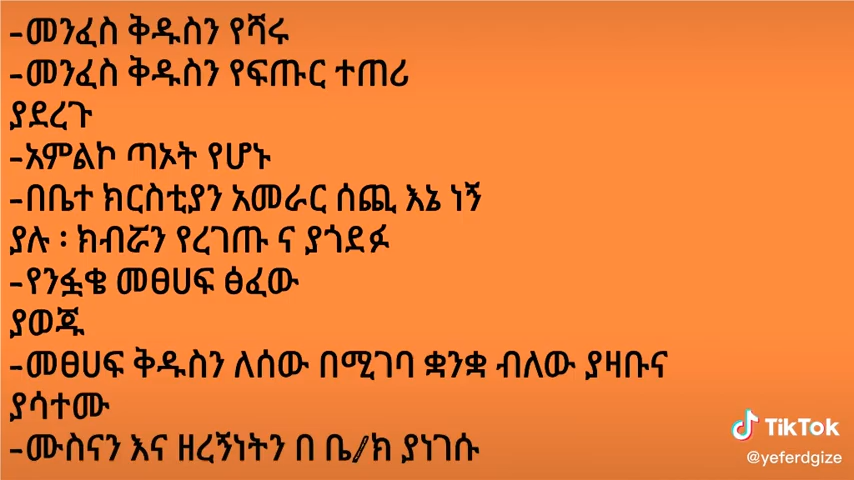 -መንፈስ ቅዱስን የሻሩ
-መንፈስ ቅዱስን የፍጡር ተጠሪ
ያደረጉ
-አምልኮ ጣኦት የሆኑ
-በቤተ ክርስቲያን አመራር ሰጪ እኔ ነኝ
ያሉ ፡ ክብሯን የረገጡ ና ያጎደፉ
-የንፏቄ መፀሀፍ ፅፈው
ያወጁ
-መፀሀፍ ቅዱስን ለሰው በሚገባ ቋንቋ ብለው ያዛቡና
ያሳተሙ
-ሙስናን እና ዘረኝነትን በ ቤ/ክ ያነገሱ
TikTok
@yeferdgize